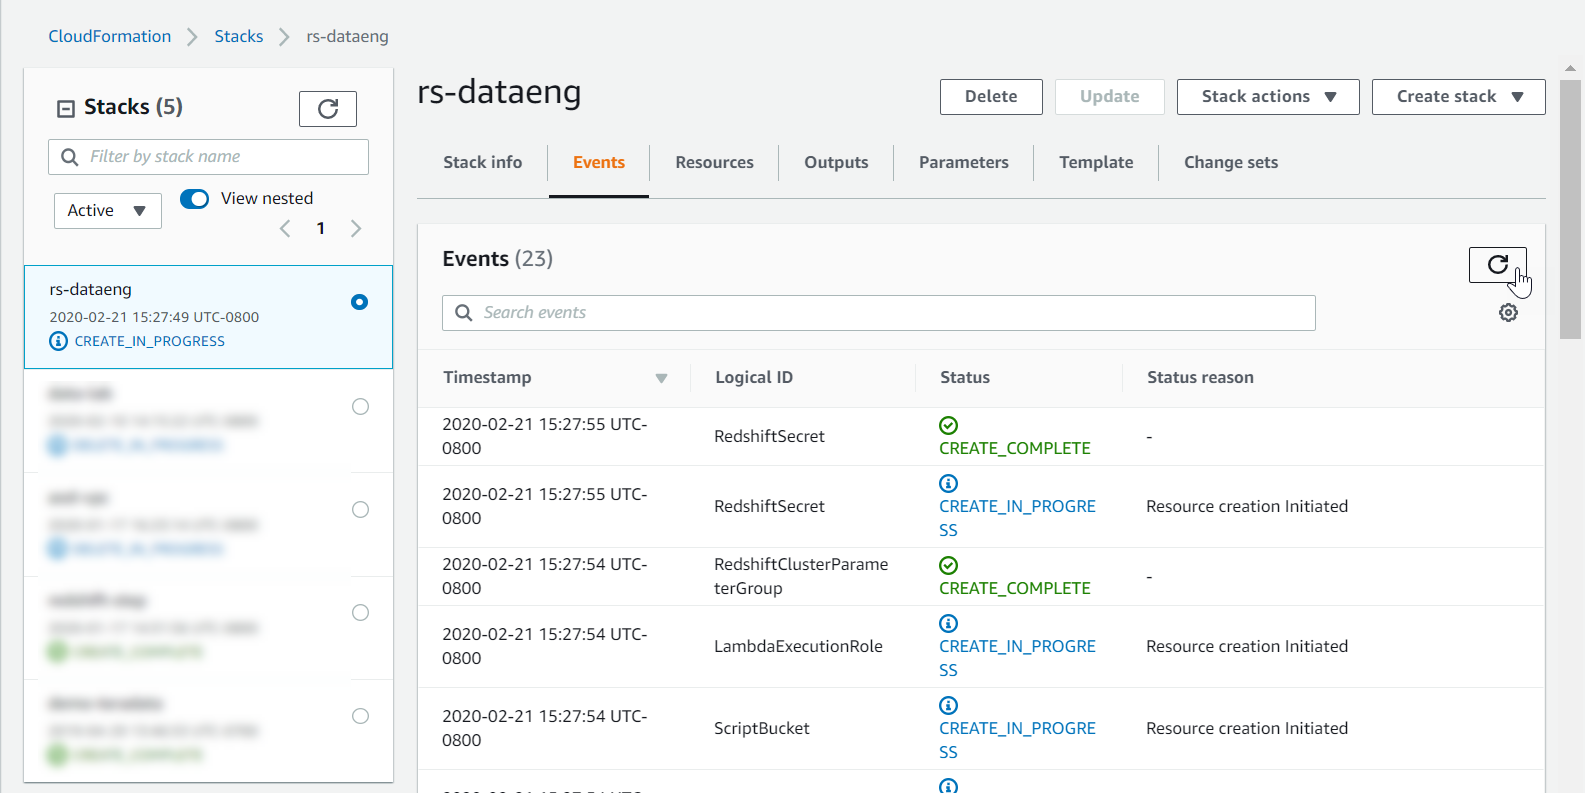 CloudFormation > Stacks > rs-dataeng
Stacks (5)
Filter by stack name
Active
View nested
1
rs-dataeng
2020-02-21 15:27:49 UTC-0800
CREATE_IN_PROGRESS
rs-dataeng
Delete
Update
Stack actions
Create stack
Stack info
Events
Resources
Outputs
Parameters
Template
Change sets
Events (23)
Search events
Timestamp
Logical ID
Status
Status reason
2020-02-21 15:27:55 UTC-
0800
RedshiftSecret
CREATE_COMPLETE
-
2020-02-21 15:27:55 UTC-
0800
RedshiftSecret
CREATE_IN_PROGRE
SS
Resource creation Initiated
2020-02-21 15:27:54 UTC-
0800
RedshiftClusterParame
terGroup
CREATE_COMPLETE
-
2020-02-21 15:27:54 UTC-
0800
LambdaExecutionRole
CREATE_IN_PROGRE
SS
Resource creation Initiated
2020-02-21 15:27:54 UTC-
0800
ScriptBucket
CREATE_IN_PROGRE
SS
Resource creation Initiated